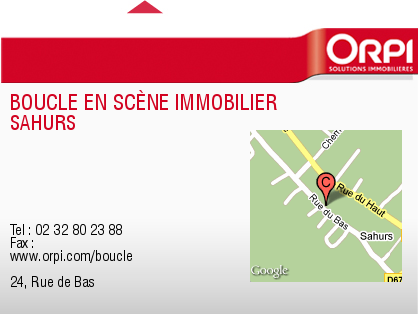 ORPI
SOLUTIONS IMMOBILIÈRES
BOUCLE EN SCÈNE IMMOBILIER
SAHURS
Chem
C
Rue du Haut
Rue du Bas
Sahurs
Google
D67
Tel : 02 32 80 23 88
Fax :
www.orpi.com/boucle
24, Rue de Bas